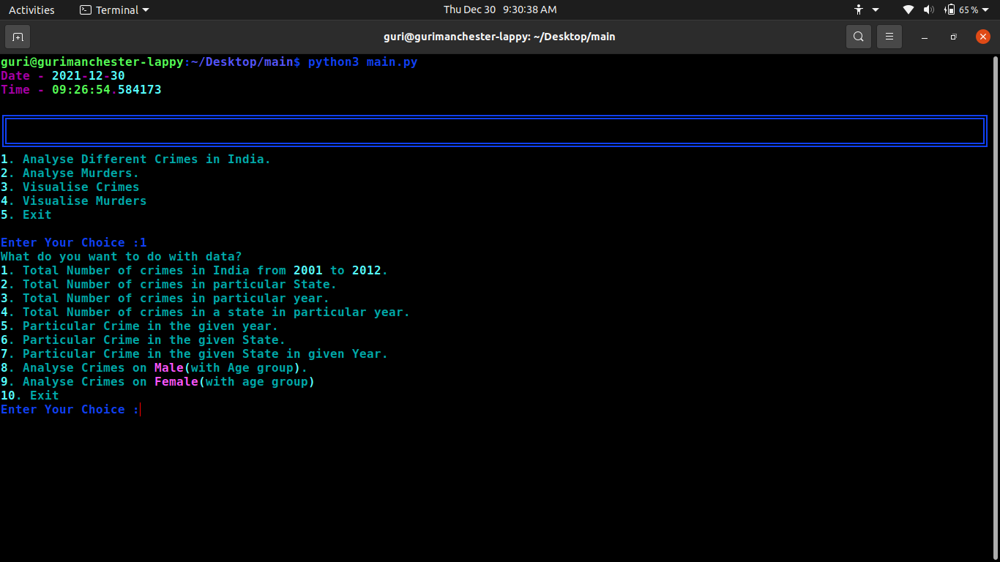 Activities Terminal Thu Dec 30 9:30:38 AM 65 %
guri@gurimanchester-lappy: ~/Desktop/main
guri@gurimanchester-lappy:~/Desktop/main$ python3 main.py
Date - 2021-12-30
Time - 09:26:54.584173
1. Analyse Different Crimes in India.
2. Analyse Murders.
3. Visualise Crimes
4. Visualise Murders
5. Exit
Enter Your Choice :1
What do you want to do with data?
1. Total Number of crimes in India from 2001 to 2012.
2. Total Number of crimes in particular State.
3. Total Number of crimes in particular year.
4. Total Number of crimes in a state in particular year.
5. Particular Crime in the given year.
6. Particular Crime in the given State.
7. Particular Crime in the given State in given Year.
8. Analyse Crimes on Male(with Age group).
9. Analyse Crimes on Female(with age group)
10. Exit
Enter Your Choice :